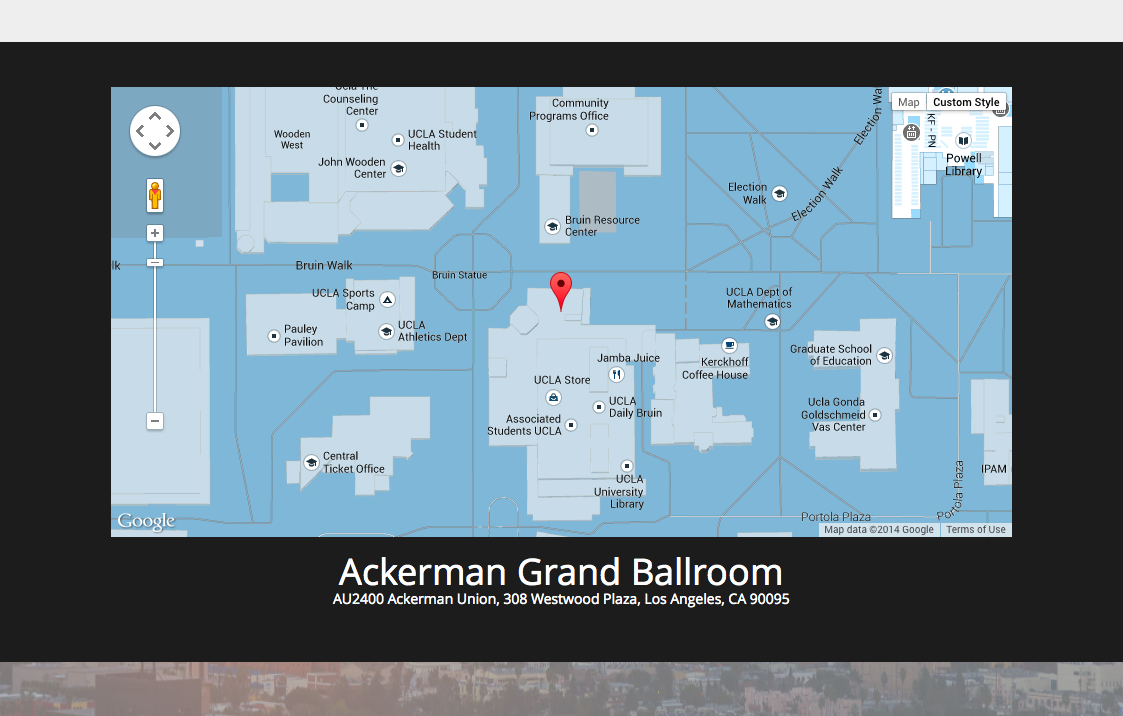 Ucla The
Counseling
Center
Wooden
West
UCLA Student
Health
John Wooden
Center
Community
Programs Office
Bruin Resource
Center
Election Wa
Election
Walk
Election Walk
Map
Custom Style
KF - PN
Powell
Library
lk
Bruin Walk
Bruin Statue
UCLA Sports
Camp
UCLA
Athletics Dept
Pauley
Pavilion
UCLA Dept of
Mathematics
Jamba Juice
Kerckhoff
Coffee House
Graduate School
of Education
UCLA Store
UCLA
Daily Bruin
Associated
Students UCLA
Ucla Gonda
Goldschmeid
Vas Center
Central
Ticket Office
UCLA
University
Library
IPAM
Portola Plaza
Portola Plaza
Google
Map data ©2014 Google
Terms of Use
Ackerman Grand Ballroom
AU2400 Ackerman Union, 308 Westwood Plaza, Los Angeles, CA 90095